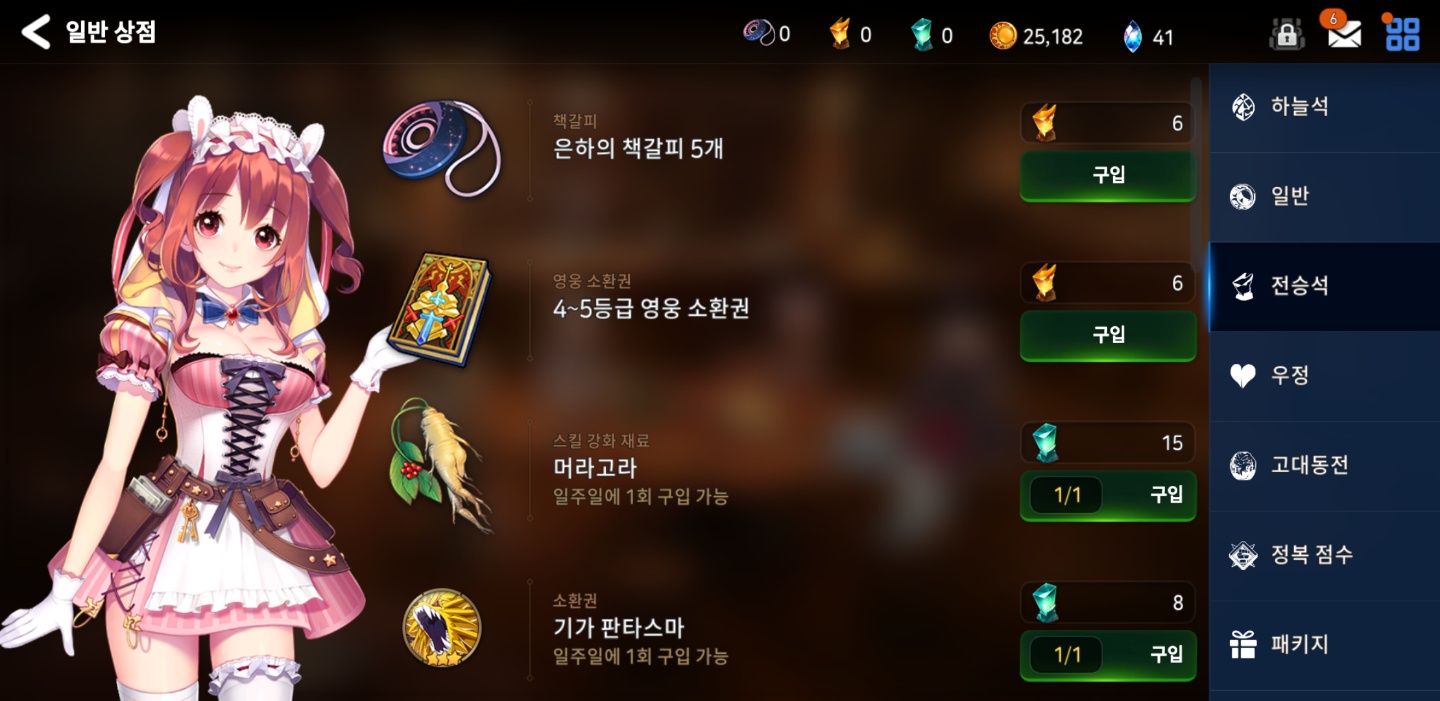 일반 상점
0
0
0
25,182
41
6
책갈피
은하의 책갈피 5개
6
구입
영웅 소환권
4~5등급 영웅 소환권
6
구입
스킬 강화 재료
머라고라
일주일에 1회 구입 가능
15
1/1 구입
소환권
기가 판타스마
일주일에 1회 구입 가능
8
1/1 구입
하늘석
일반
전승석
우정
고대동전
정복 점수
패키지